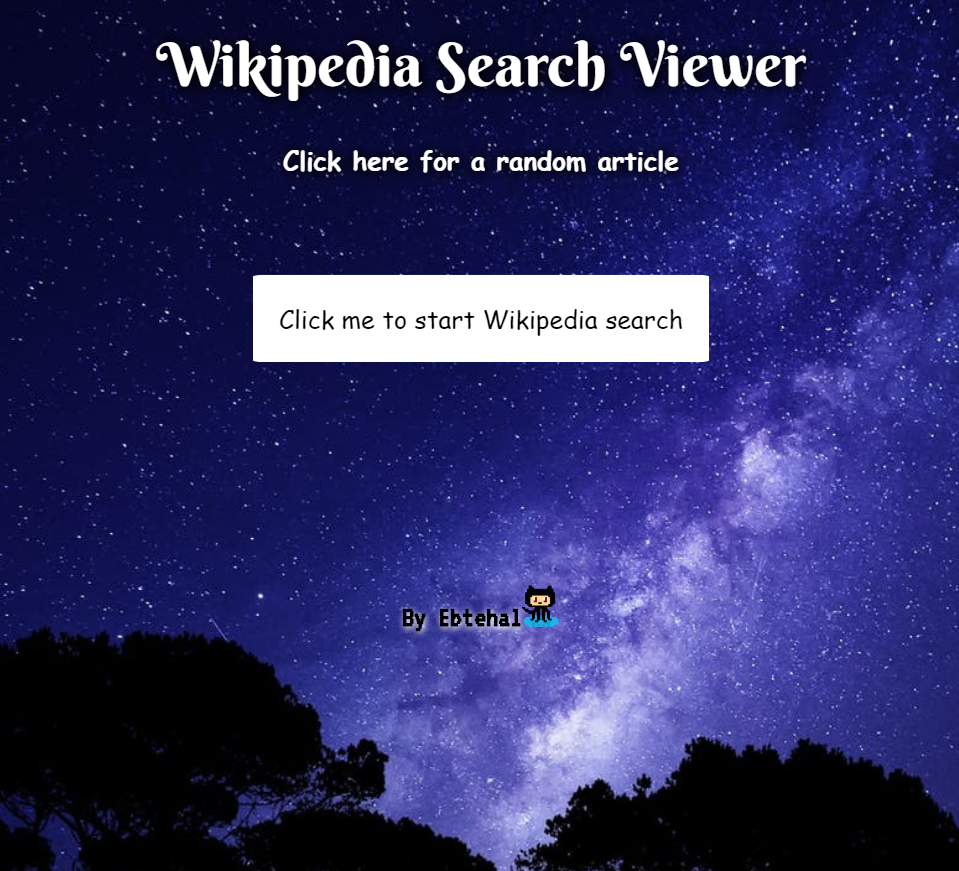 Wikipedia Search Viewer
Click here for a random article
Click me to start Wikipedia search
By Ebtehal